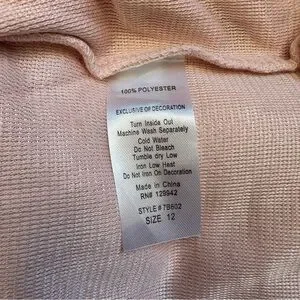 100% POLYESTER
EXCLUSIVE OF DECORATION
Turn Inside Out
Machine Wash Separately
Cold Water
Do Not Bleach
Tumble dry Low
Iron Low Heat
Do Not Iron On Decoration
Made in China
RN# 128942
STYLE # 7B602
SIZE 12